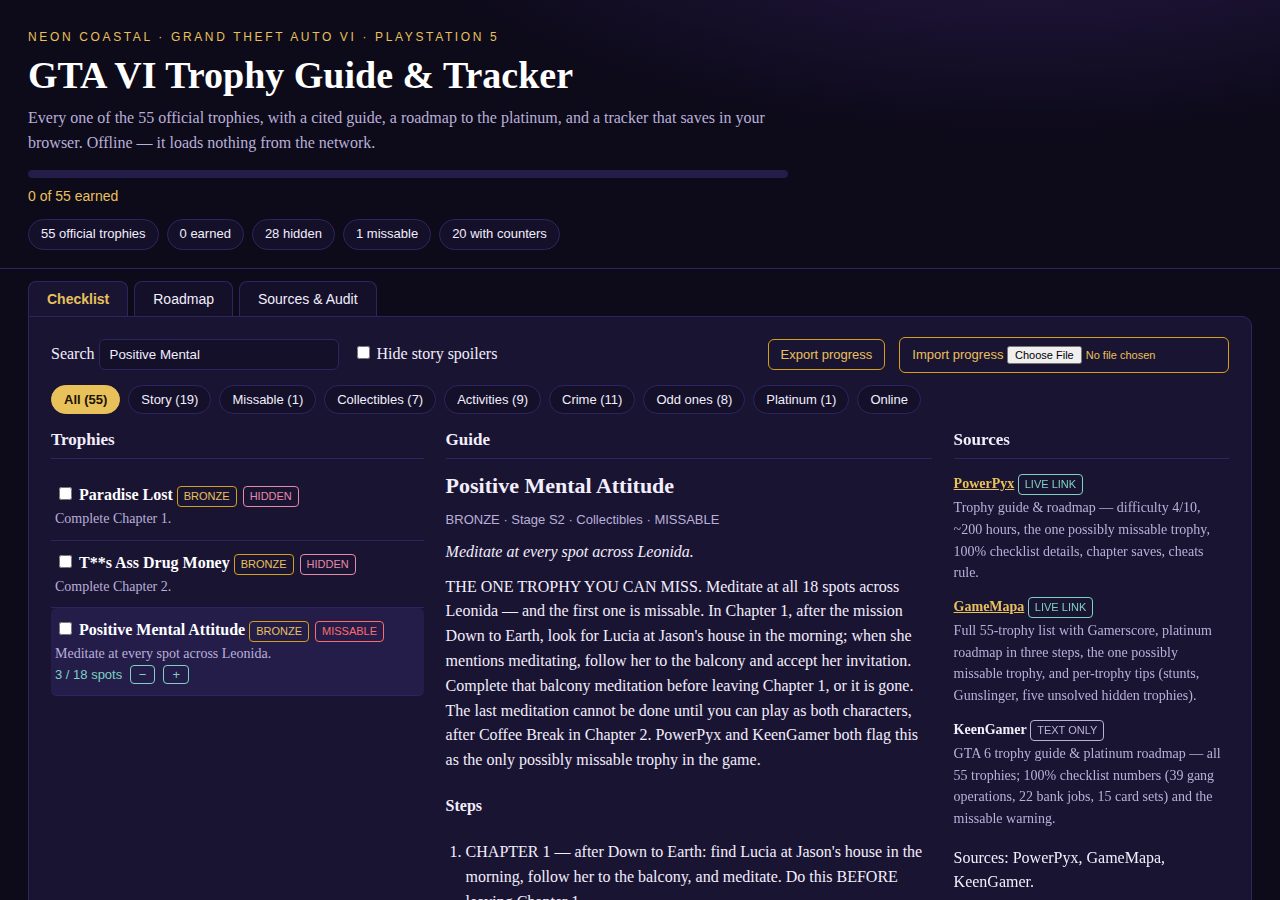 NEON COASTAL · GRAND THEFT AUTO VI · PLAYSTATION 5
GTA VI Trophy Guide & Tracker
Every one of the 55 official trophies, with a cited guide, a roadmap to the platinum, and a tracker that saves in your
browser. Offline — it loads nothing from the network.
0 of 55 earned
55 official trophies
0 earned
28 hidden
1 missable
20 with counters
Checklist
Roadmap
Sources & Audit
Search Positive Mental
Hide story spoilers
Export progress
Import progress Choose File No file chosen
All (55)
Story (19)
Missable (1)
Collectibles (7)
Activities (9)
Crime (11)
Odd ones (8)
Platinum (1)
Online
Trophies
Paradise Lost BRONZE HIDDEN
Complete Chapter 1.
T**s Ass Drug Money BRONZE HIDDEN
Complete Chapter 2.
Positive Mental Attitude BRONZE MISSABLE
Meditate at every spot across Leonida.
3 / 18 spots − +
Guide
Positive Mental Attitude
BRONZE · Stage S2 · Collectibles · MISSABLE
Meditate at every spot across Leonida.
THE ONE TROPHY YOU CAN MISS. Meditate at all 18 spots across
Leonida — and the first one is missable. In Chapter 1, after the mission
Down to Earth, look for Lucia at Jason's house in the morning; when she
mentions meditating, follow her to the balcony and accept her invitation.
Complete that balcony meditation before leaving Chapter 1, or it is gone.
The last meditation cannot be done until you can play as both characters,
after Coffee Break in Chapter 2. PowerPyx and KeenGamer both flag this
as the only possibly missable trophy in the game.
Steps
1. CHAPTER 1 — after Down to Earth: find Lucia at Jason's house in the
morning, follow her to the balcony, and meditate. Do this BEFORE
leaving Chapter 1.
Sources
PowerPyx LIVE LINK
Trophy guide & roadmap — difficulty 4/10,
~200 hours, the one possibly missable trophy,
100% checklist details, chapter saves, cheats
rule.
GameMapa LIVE LINK
Full 55-trophy list with Gamerscore, platinum
roadmap in three steps, the one possibly
missable trophy, and per-trophy tips (stunts,
Gunslinger, five unsolved hidden trophies).
KeenGamer TEXT ONLY
GTA 6 trophy guide & platinum roadmap — all
55 trophies; 100% checklist numbers (39 gang
operations, 22 bank jobs, 15 card sets) and the
missable warning.
Sources: PowerPyx, GameMapa,
KeenGamer.